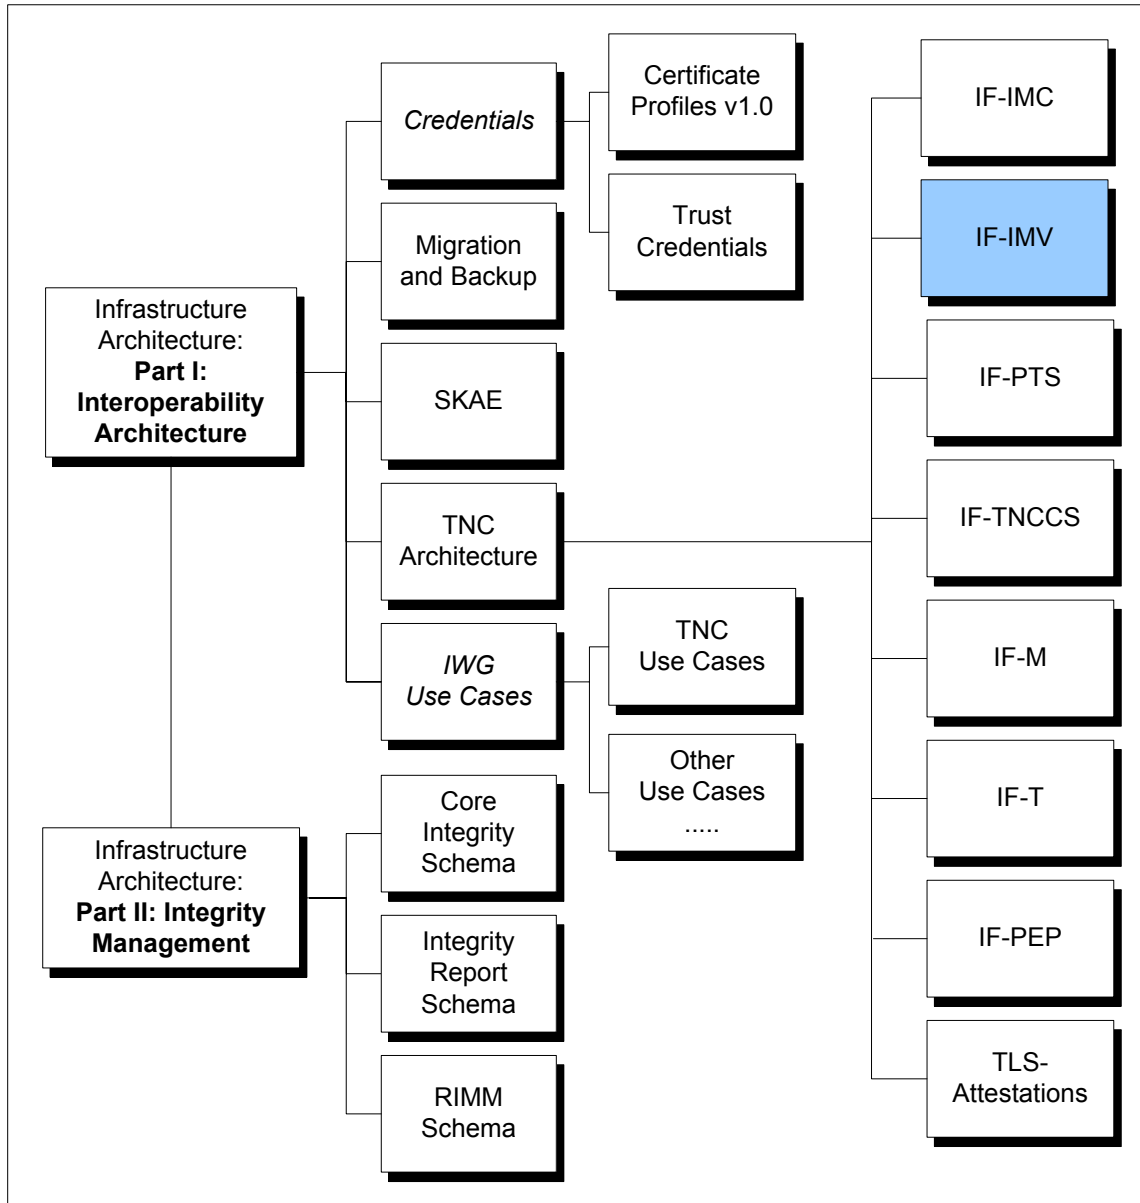 Infrastructure
Architecture:
Part I:
Interoperability
Architecture
Credentials
Certificate
Profiles v1.0
Trust
Credentials
Migration
and Backup
SKAE
TNC
Architecture
IWG
Use Cases
TNC
Use Cases
Other
Use Cases
.....
IF-IMC
IF-IMV
IF-PTS
IF-TNCCS
IF-M
IF-T
IF-PEP
TLS-
Attestations
Infrastructure
Architecture:
Part II: Integrity
Management
Core
Integrity
Schema
Integrity
Report
Schema
RIMM
Schema